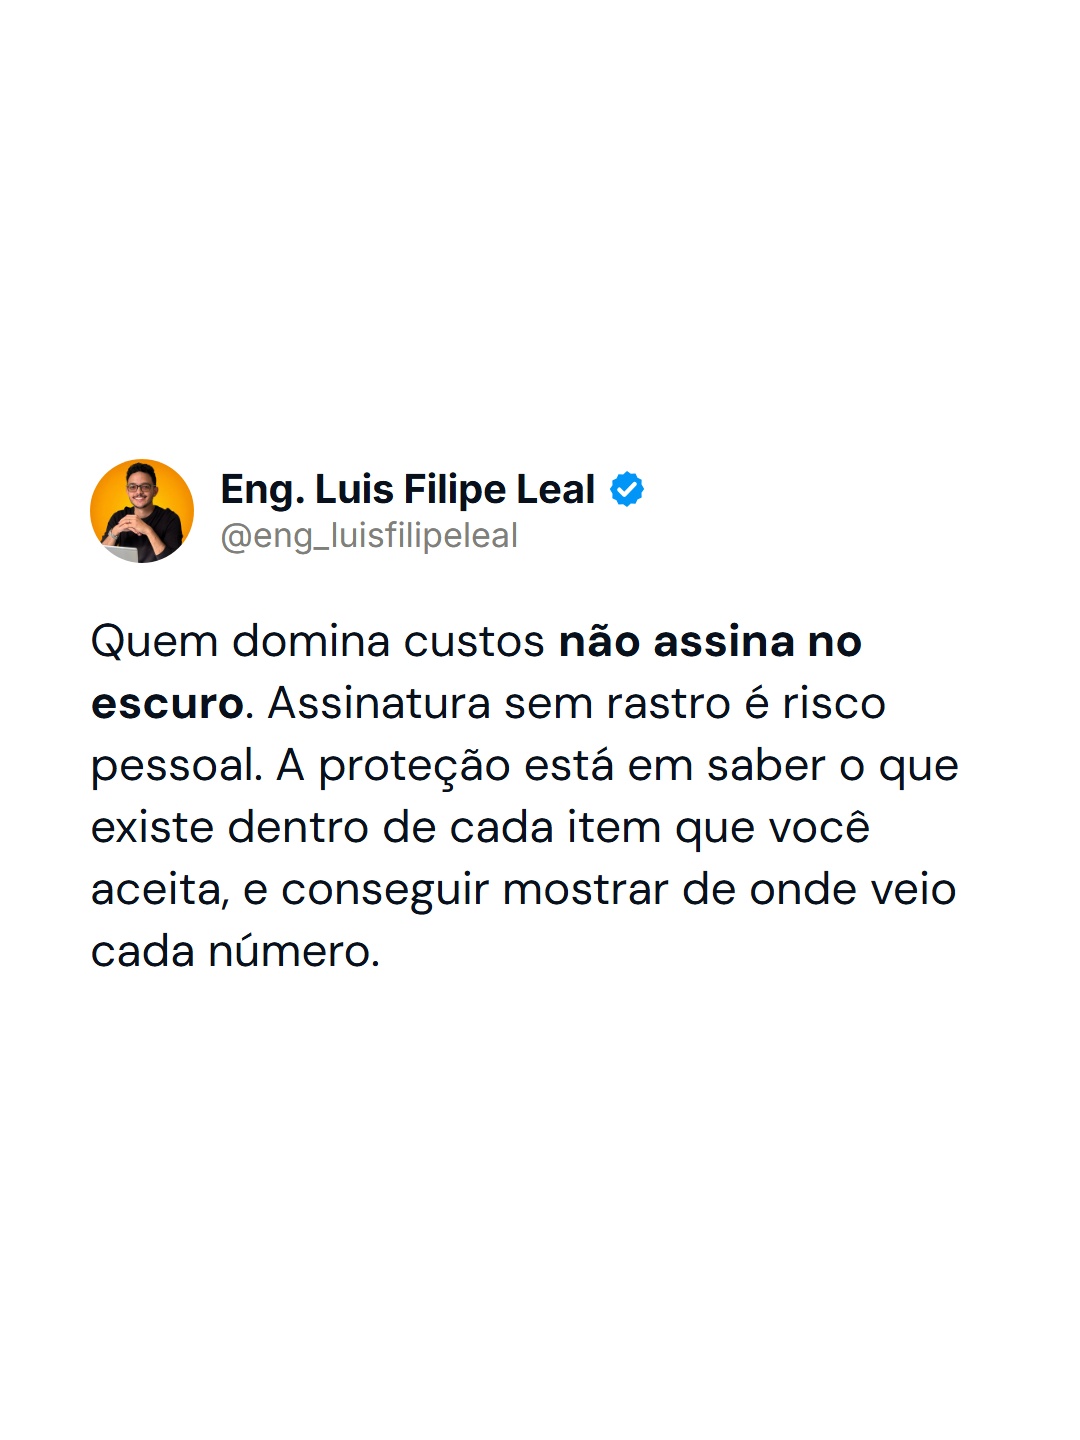 Eng. Luis Filipe Leal
@eng_luisfilipeleal
Quem domina custos não assina no
escuro. Assinatura sem rastro é risco
pessoal. A proteção está em saber o que
existe dentro de cada item que você
aceita, e conseguir mostrar de onde veio
cada número.